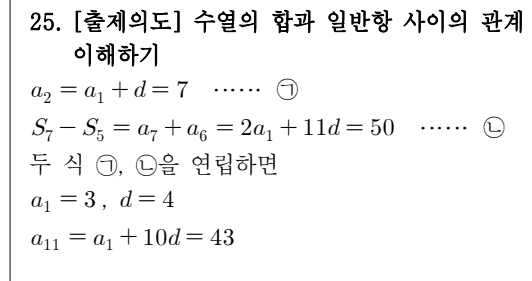 25. [출제의도] 수열의 합과 일반항 사이의 관계
이해하기
a₂ = a₁ + d = 7 ⋯⋯ ㉠
S₇ − S₅ = a₇ + a₆ = 2a₁ + 11d = 50 ⋯⋯ ㉡
두 식 ㉠, ㉡을 연립하면
a₁ = 3, d = 4
a₁₁ = a₁ + 10d = 43